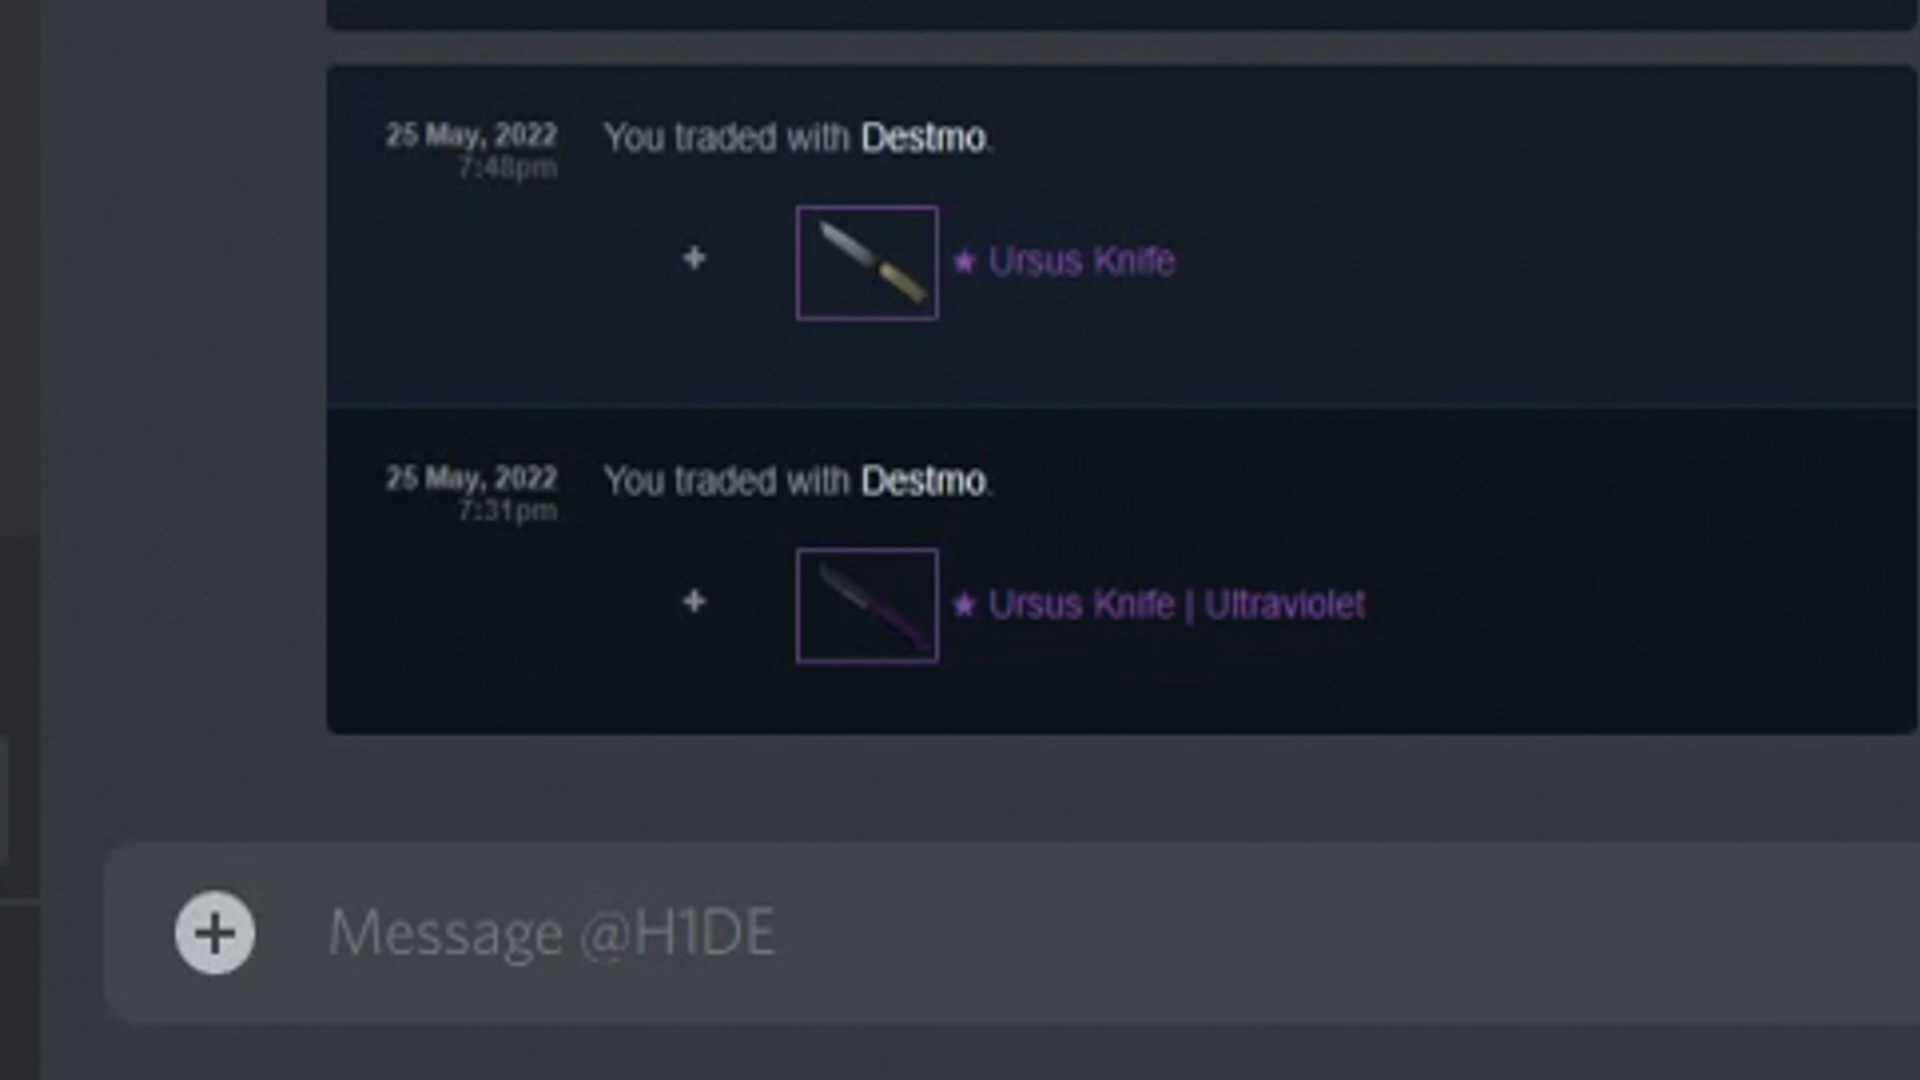 25 May, 2022 You traded with Destmo.
7:48pm
+ ★ Ursus Knife
25 May, 2022 You traded with Destmo.
7:31pm
+ ★ Ursus Knife | Ultraviolet
Message @H1DE